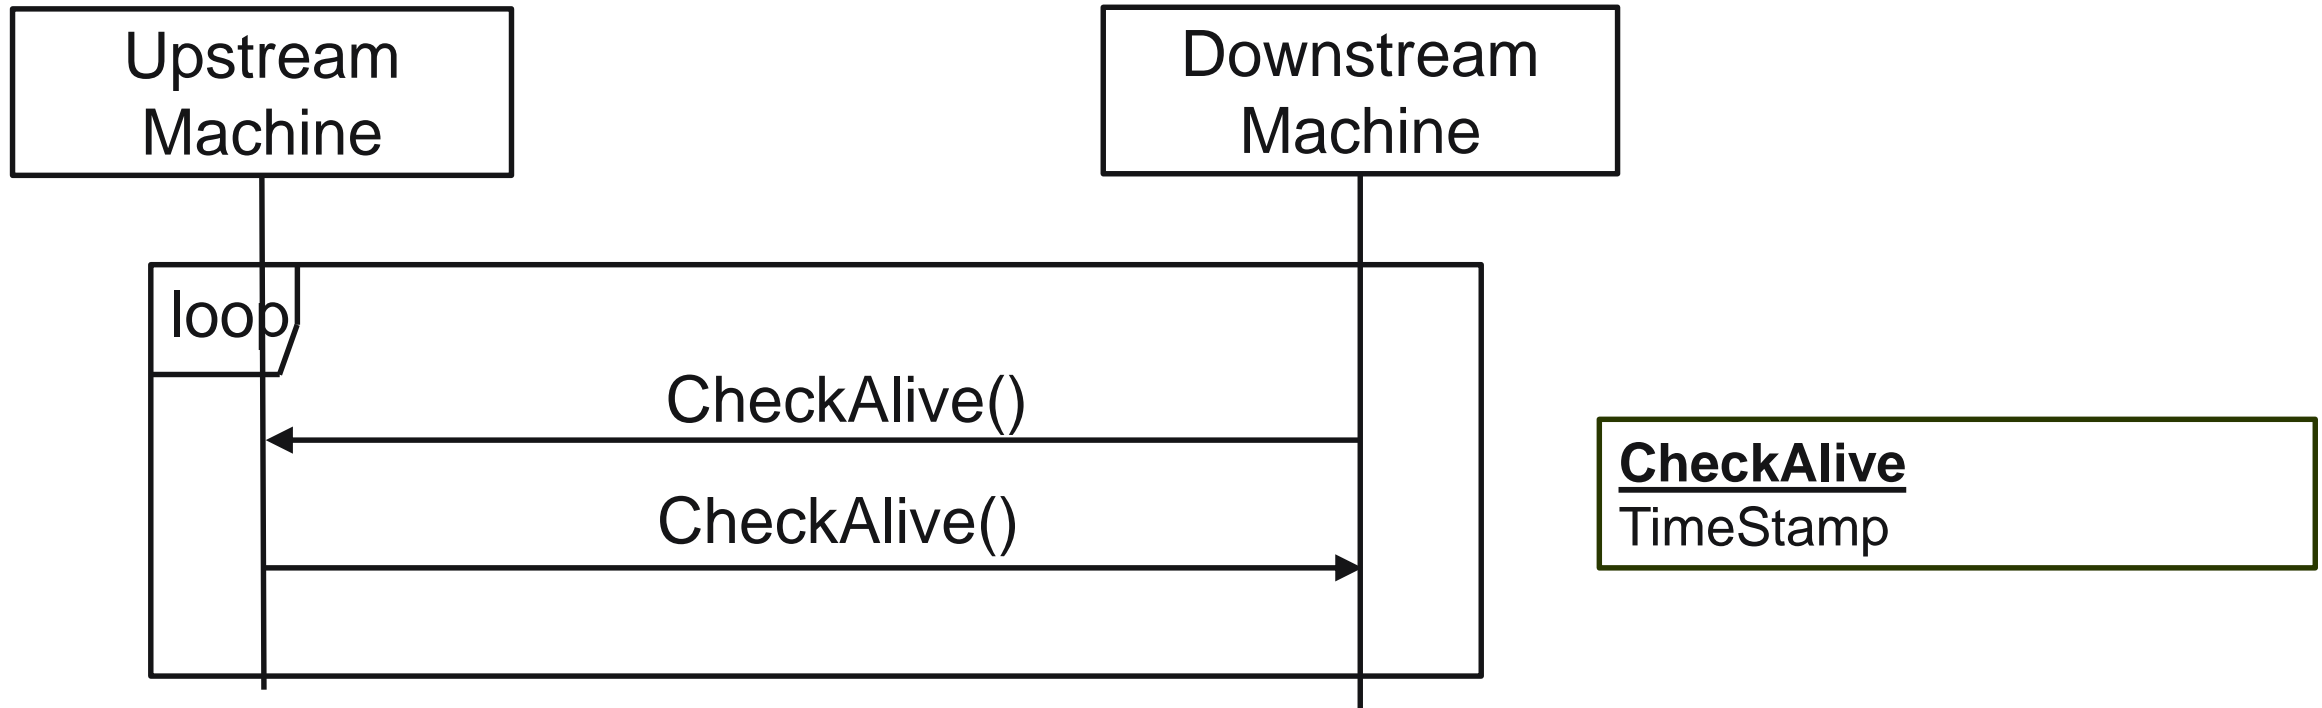 Upstream
Machine
Downstream
Machine
loop
CheckAlive()
CheckAlive()
CheckAlive
TimeStamp